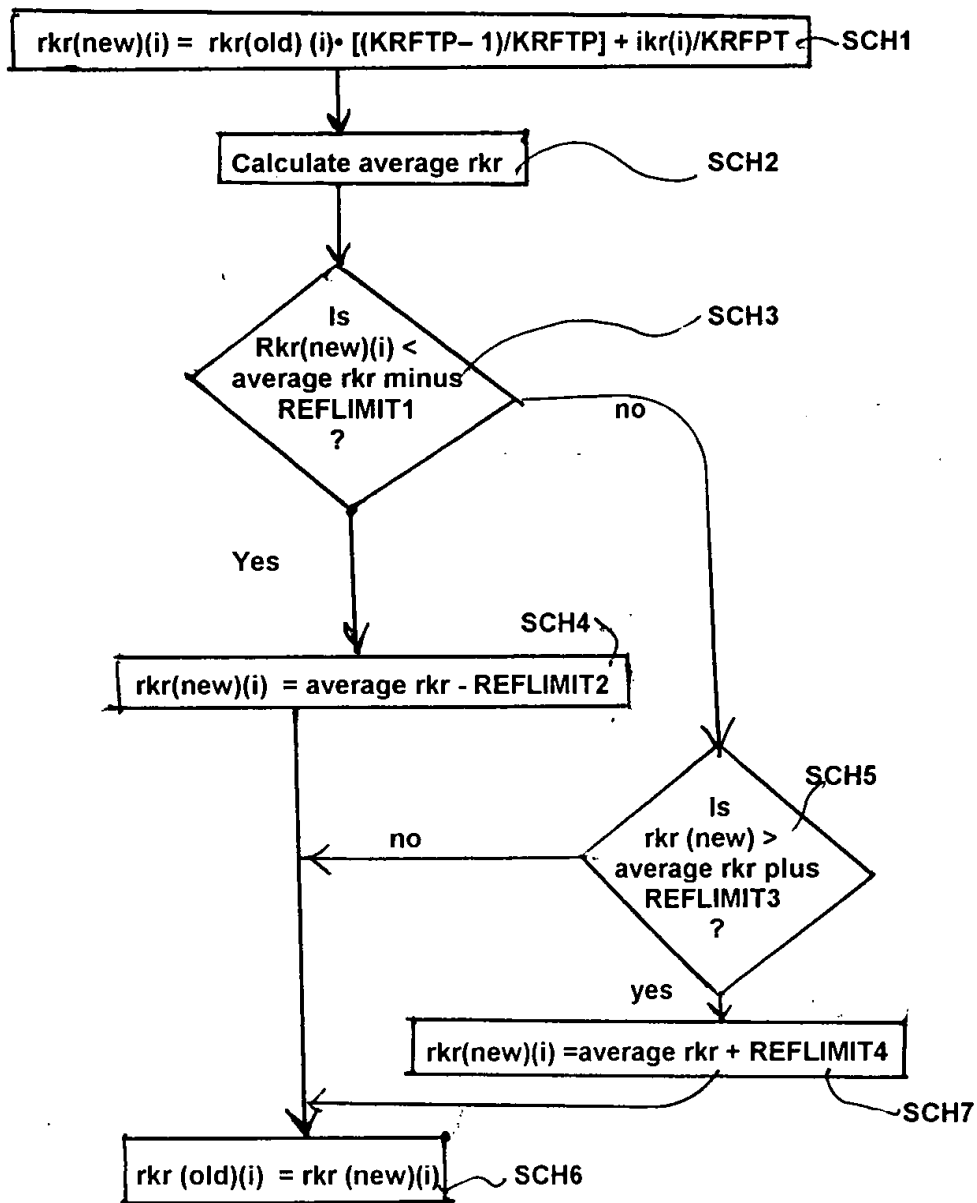 rkr(new)(i) = rkr(old) (i)• [(KRFTP– 1)/KRFTP] + ikr(i)/KRFPT
SCH1
Calculate average rkr
SCH2
Is
Rkr(new)(i) <
average rkr minus
REFLIMIT1
?
SCH3
no
Yes
SCH4
rkr(new)(i) = average rkr - REFLIMIT2
SCH5
Is
rkr (new) >
average rkr plus
REFLIMIT3
?
no
yes
rkr(new)(i) =average rkr + REFLIMIT4
SCH7
rkr (old)(i) = rkr (new)(i)
SCH6